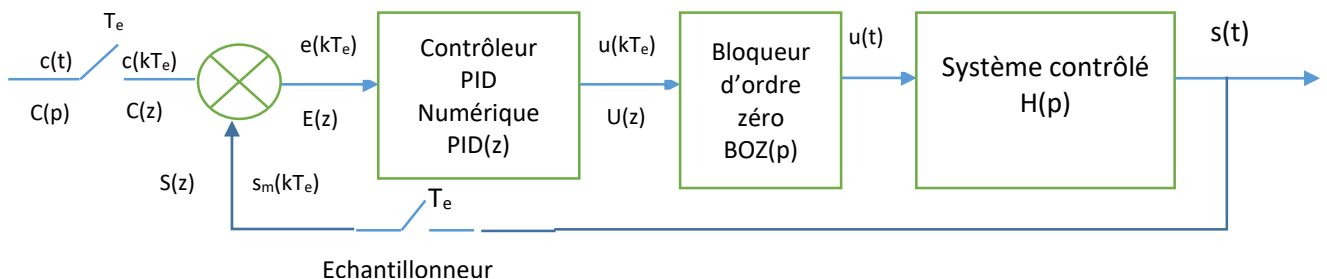 Te
c(t)
c(kTe)
C(p)
C(z)
e(kTe)
E(z)
Contrôleur
PID
Numérique
PID(z)
u(kTe)
U(z)
Bloqueur
d’ordre
zéro
BOZ(p)
u(t)
Système contrôlé
H(p)
s(t)
S(z)
sm(kTe)
Te
Echantillonneur